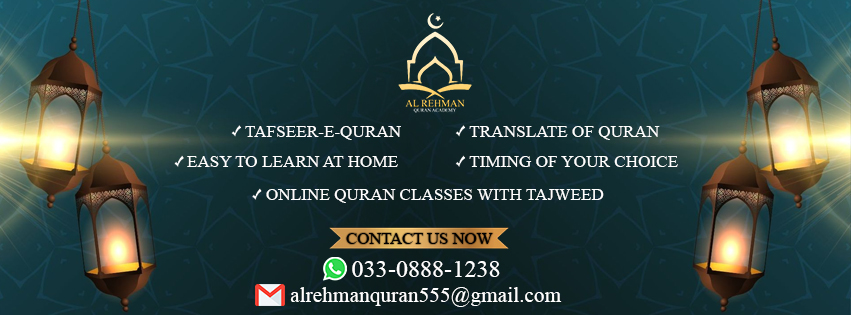 AL REHMAN
QURAN ACADEMY
✓ TAFSEER-E-QURAN ✓ TRANSLATE OF QURAN
✓ EASY TO LEARN AT HOME ✓ TIMING OF YOUR CHOICE
✓ ONLINE QURAN CLASSES WITH TAJWEED
CONTACT US NOW
033-0888-1238
alrehmanquran555@gmail.com